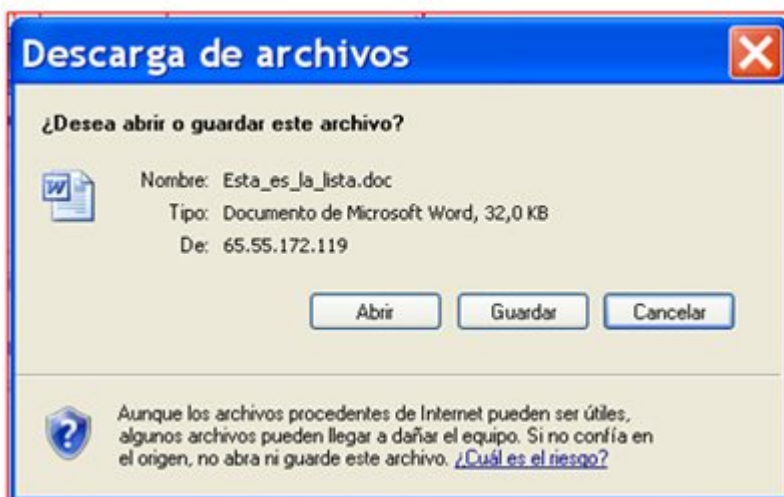 Descarga de archivos
¿Desea abrir o guardar este archivo?
Nombre: Esta_es_la_lista.doc
Tipo: Documento de Microsoft Word, 32,0 KB
De: 65.55.172.119
Abrir Guardar Cancelar
Aunque los archivos procedentes de Internet pueden ser útiles,
algunos archivos pueden llegar a dañar el equipo. Si no confía en
el origen, no abra ni guarde este archivo. ¿Cuál es el riesgo?